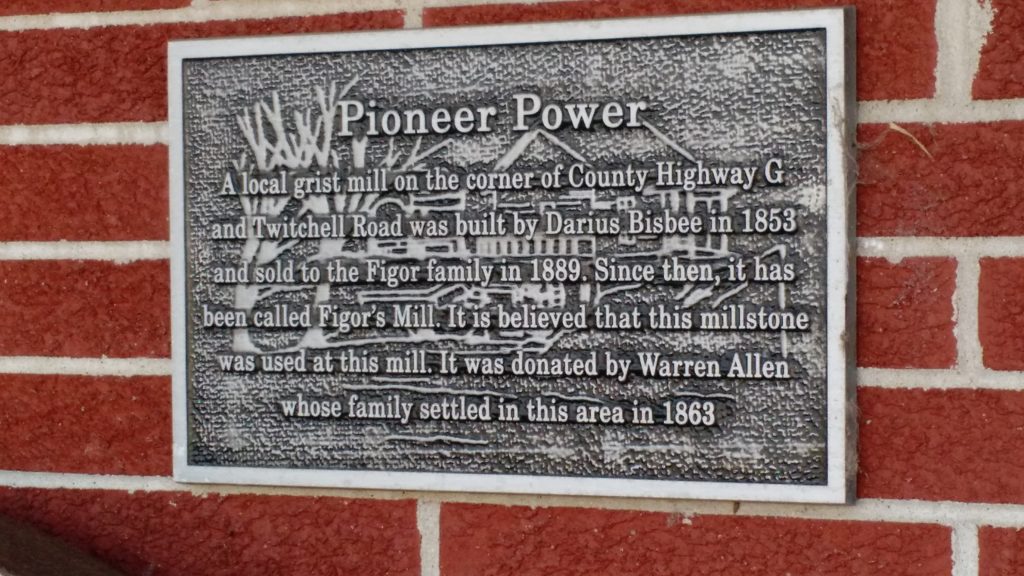 Pioneer Power
A local grist mill on the corner of County Highway G
and Twitchell Road was built by Darius Bisbee in 1853
and sold to the Figor family in 1889. Since then, it has
been called Figor's Mill. It is believed that this millstone
was used at this mill. It was donated by Warren Allen
whose family settled in this area in 1863